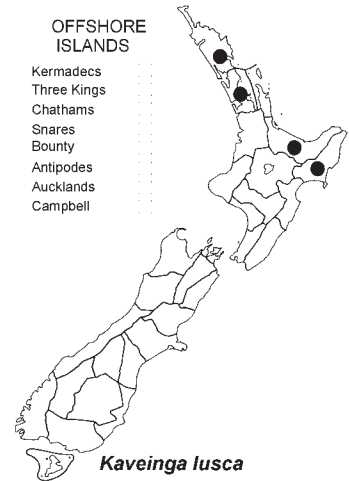 OFFSHORE
ISLANDS
Kermadecs
Three Kings
Chathams
Snares
Bounty
Antipodes
Aucklands
Campbell
Kaveinga lusca